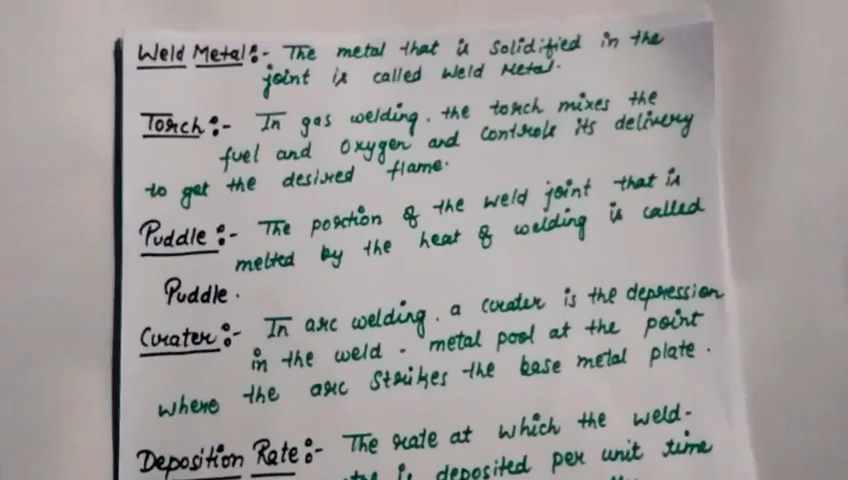 Weld Metal:- The metal that is solidified in the
joint is called Weld Metal.
Torch:- In gas welding. the torch mixes the
fuel and oxygen and controls its delivery
to get the desired flame.
Puddle:- The portion of the weld joint that is
melted by the heat of welding is called
Puddle.
Curater:- In arc welding. a curater is the depression
in the weld - metal pool at the point
where the arc strikes the base metal plate.
Deposition Rate:- The rate at which the weld-
is deposited per unit time